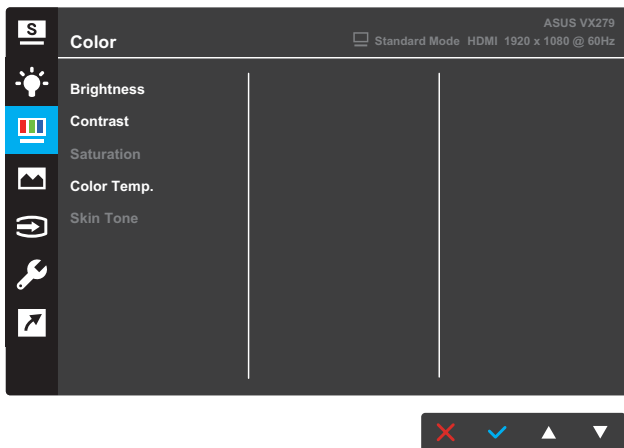 S
ASUS VX279
Color
Standard Mode HDMI 1920 x 1080 @ 60Hz
Brightness
Contrast
Saturation
Color Temp.
Skin Tone